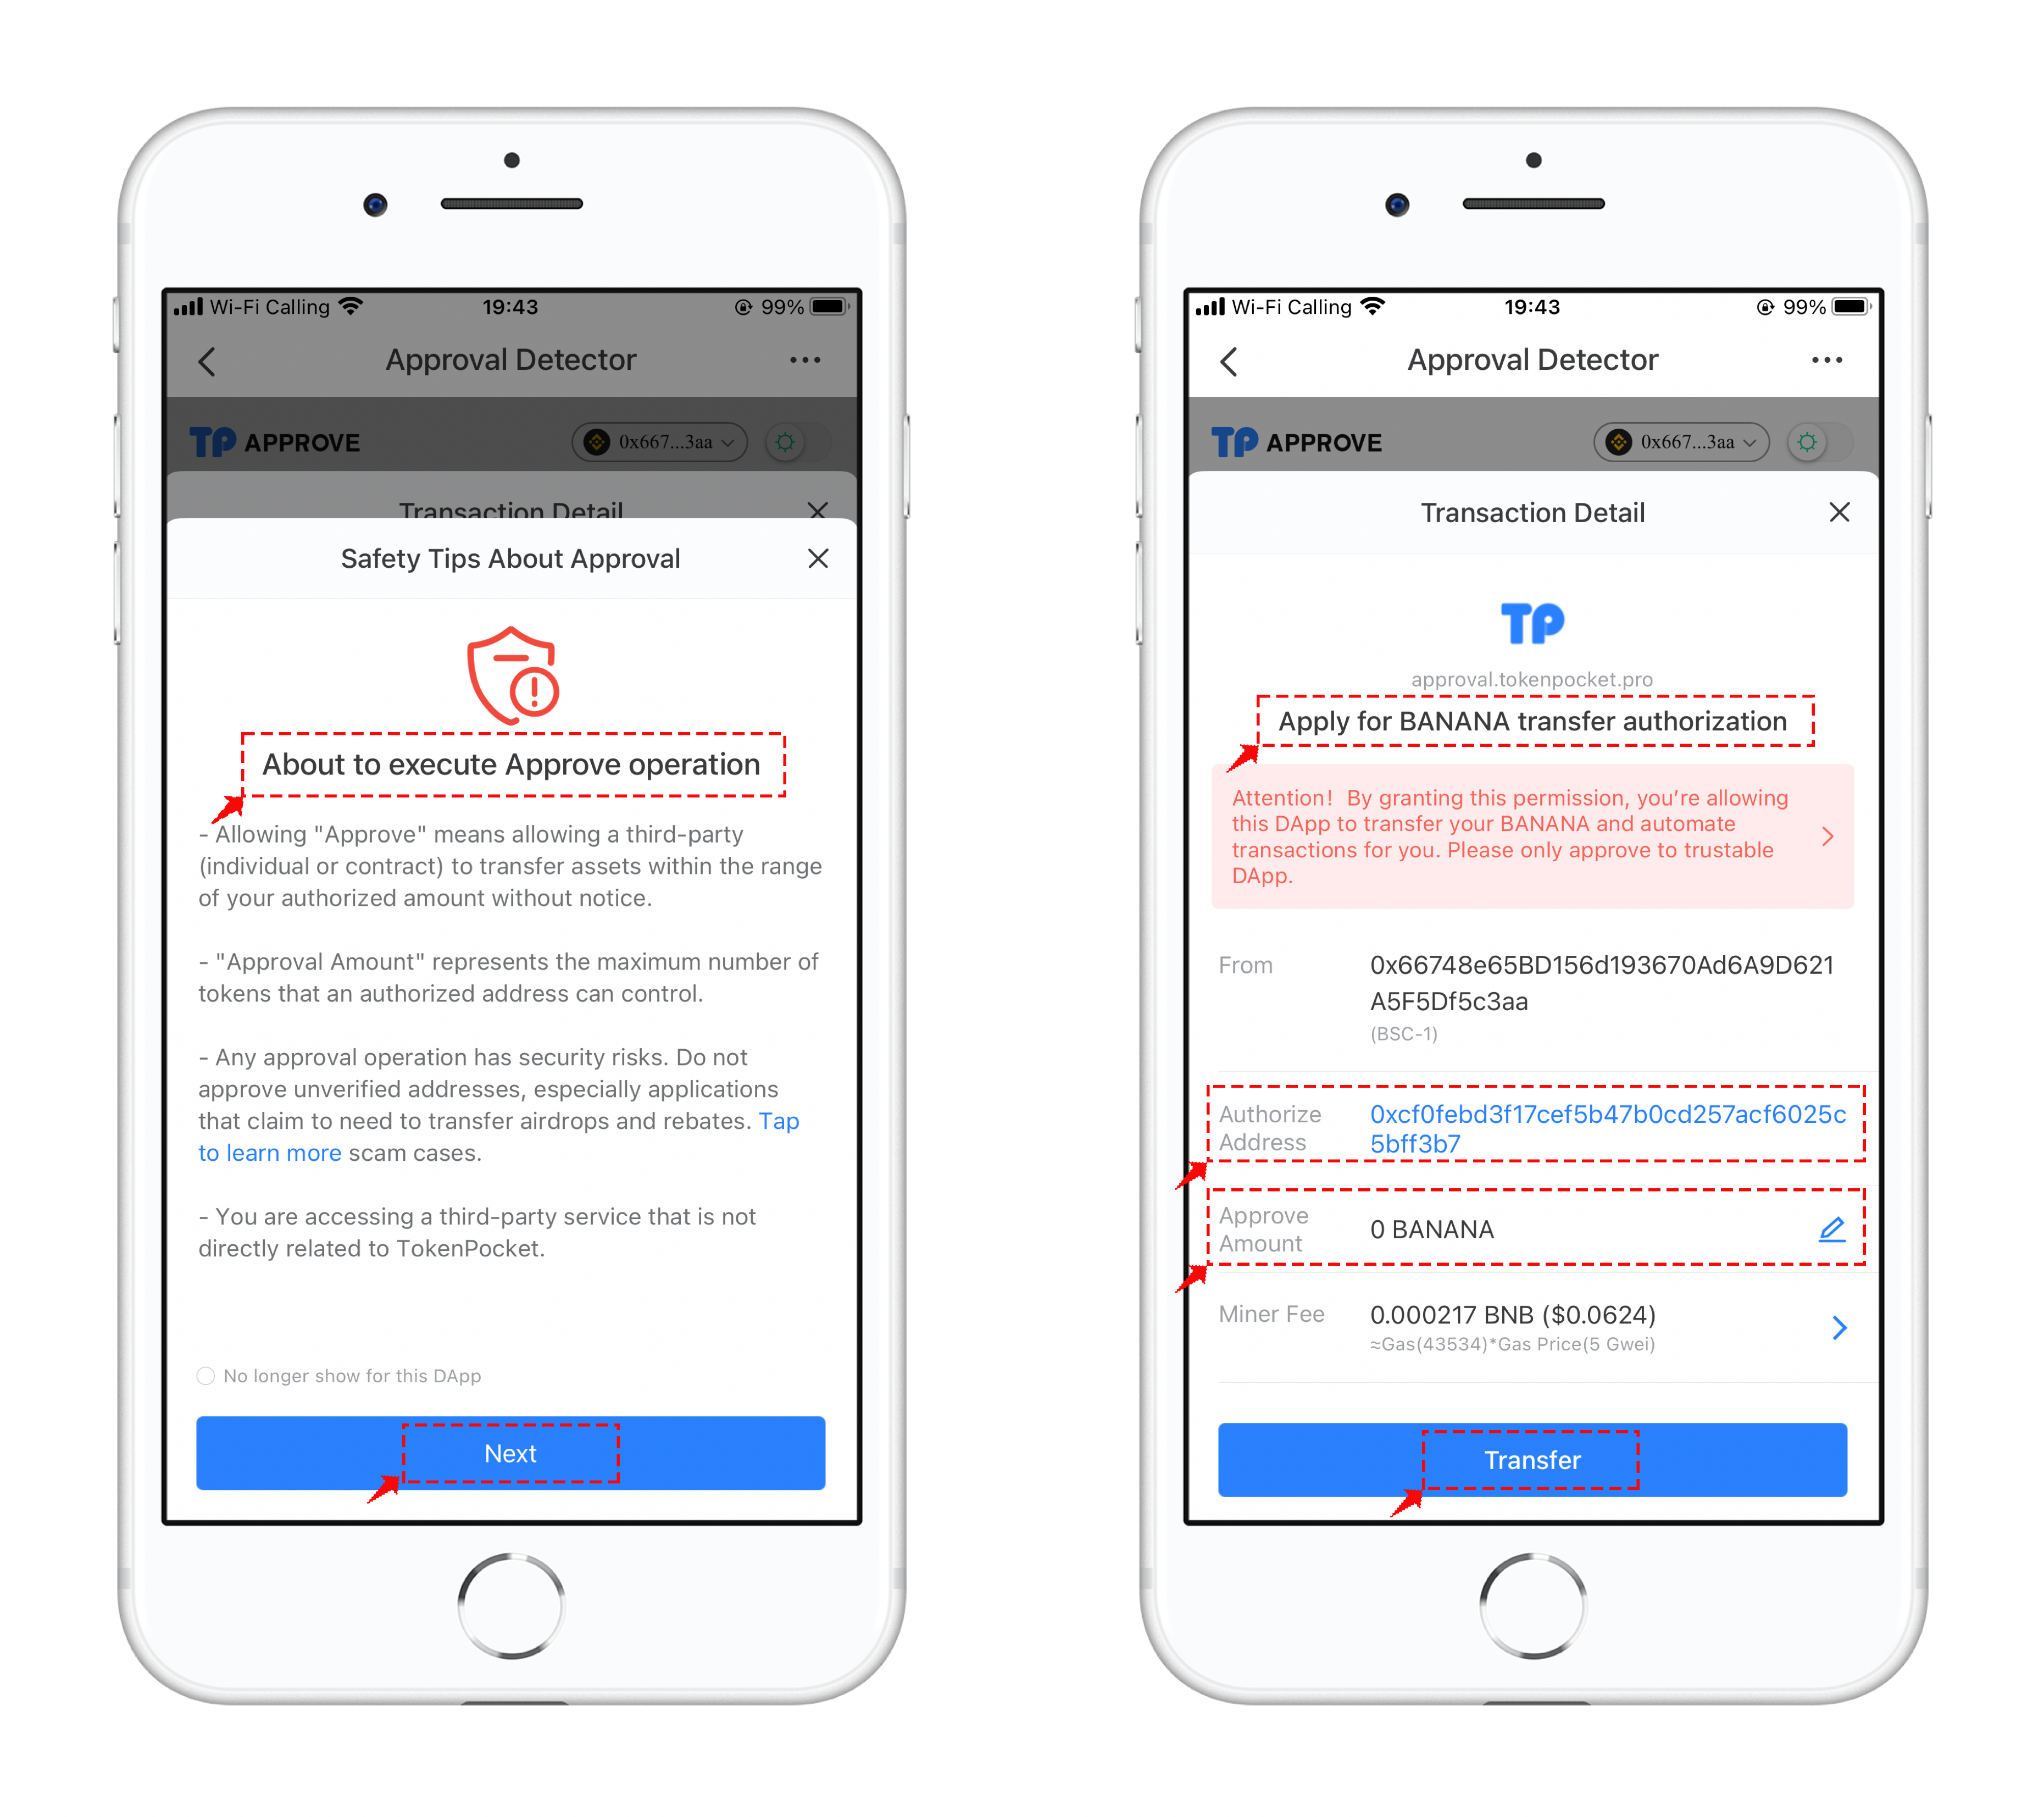 Wi-Fi Calling 19:43 99%
Approval Detector
TP APPROVE 0x667...3aa
Transaction Detail
Safety Tips About Approval
About to execute Approve operation
- Allowing "Approve" means allowing a third-party
(individual or contract) to transfer assets within the range
of your authorized amount without notice.
- "Approval Amount" represents the maximum number of
tokens that an authorized address can control.
- Any approval operation has security risks. Do not
approve unverified addresses, especially applications
that claim to need to transfer airdrops and rebates. Tap
to learn more scam cases.
- You are accessing a third-party service that is not
directly related to TokenPocket.
No longer show for this DApp
Next
Wi-Fi Calling 19:43 99%
Approval Detector
TP APPROVE 0x667...3aa
Transaction Detail
TP
approval.tokenpocket.pro
Apply for BANANA transfer authorization
Attention! By granting this permission, you're allowing
this DApp to transfer your BANANA and automate
transactions for you. Please only approve to trustable
DApp.
From 0x66748e65BD156d193670Ad6A9D621
A5F5Df5c3aa
(BSC-1)
Authorize 0xcf0febd3f17cef5b47b0cd257acf6025c
Address 5bff3b7
Approve
Amount 0 BANANA
Miner Fee 0.000217 BNB ($0.0624)
≈Gas(43534)*Gas Price(5 Gwei)
Transfer